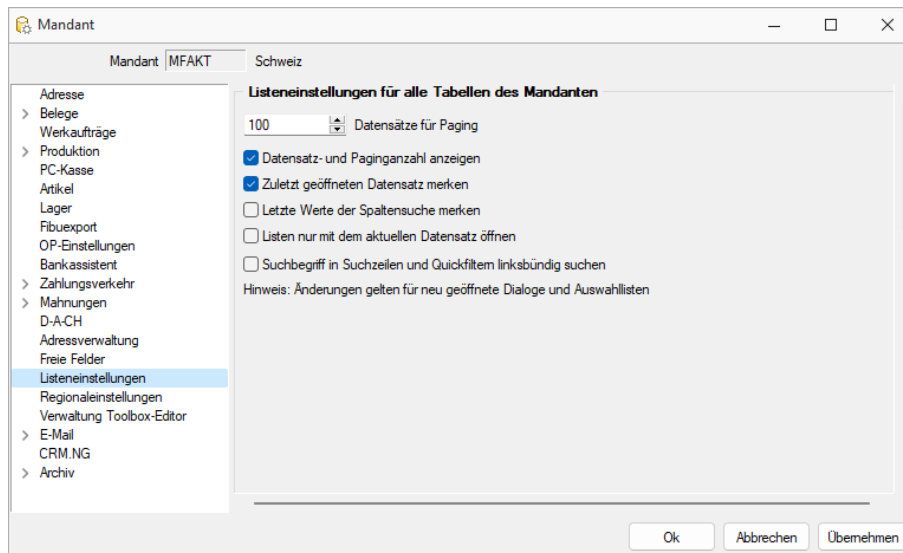 Mandant
Mandant MFAKT Schweiz
Adresse
Belege
Werkaufträge
Produktion
PC-Kasse
Artikel
Lager
Fibuexport
OP-Einstellungen
Bankassistent
Zahlungsverkehr
Mahnungen
D-A-CH
Adressverwaltung
Freie Felder
Listeneinstellungen
Regionaleinstellungen
Verwaltung Toolbox-Editor
E-Mail
CRM.NG
Archiv
Listeneinstellungen für alle Tabellen des Mandanten
100 Datensätze für Paging
Datensatz- und Paginganzahl anzeigen
Zuletzt geöffneten Datensatz merken
Letzte Werte der Spaltensuche merken
Listen nur mit dem aktuellen Datensatz öffnen
Suchbegriff in Suchzeilen und Quickfiltern linksbündig suchen
Hinweis: Änderungen gelten für neu geöffnete Dialoge und Auswahllisten
Ok Abbrechen Übernehmen